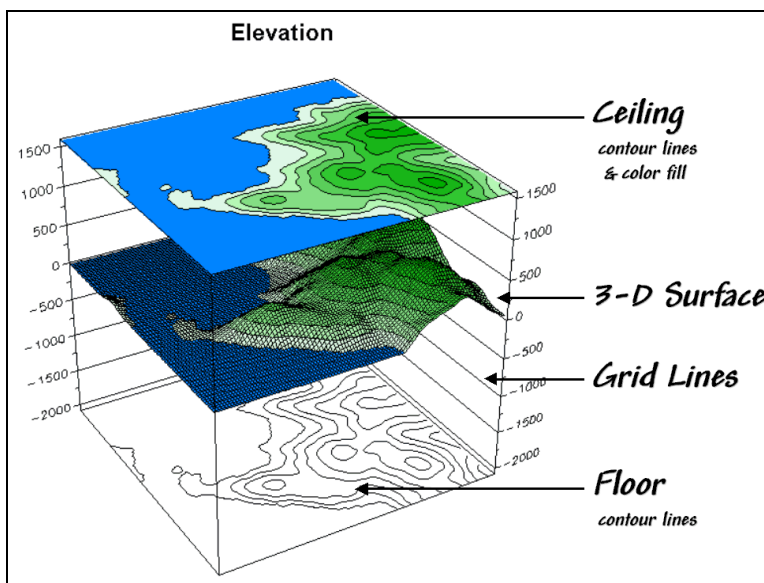 Elevation
Ceiling
contour lines
& color fill
1500
1000
500
0
-500
-1000
-1500
-2000
1500
1000
500
0
-500
-1000
-1500
-2000
3-D Surface
Grid Lines
Floor
contour lines